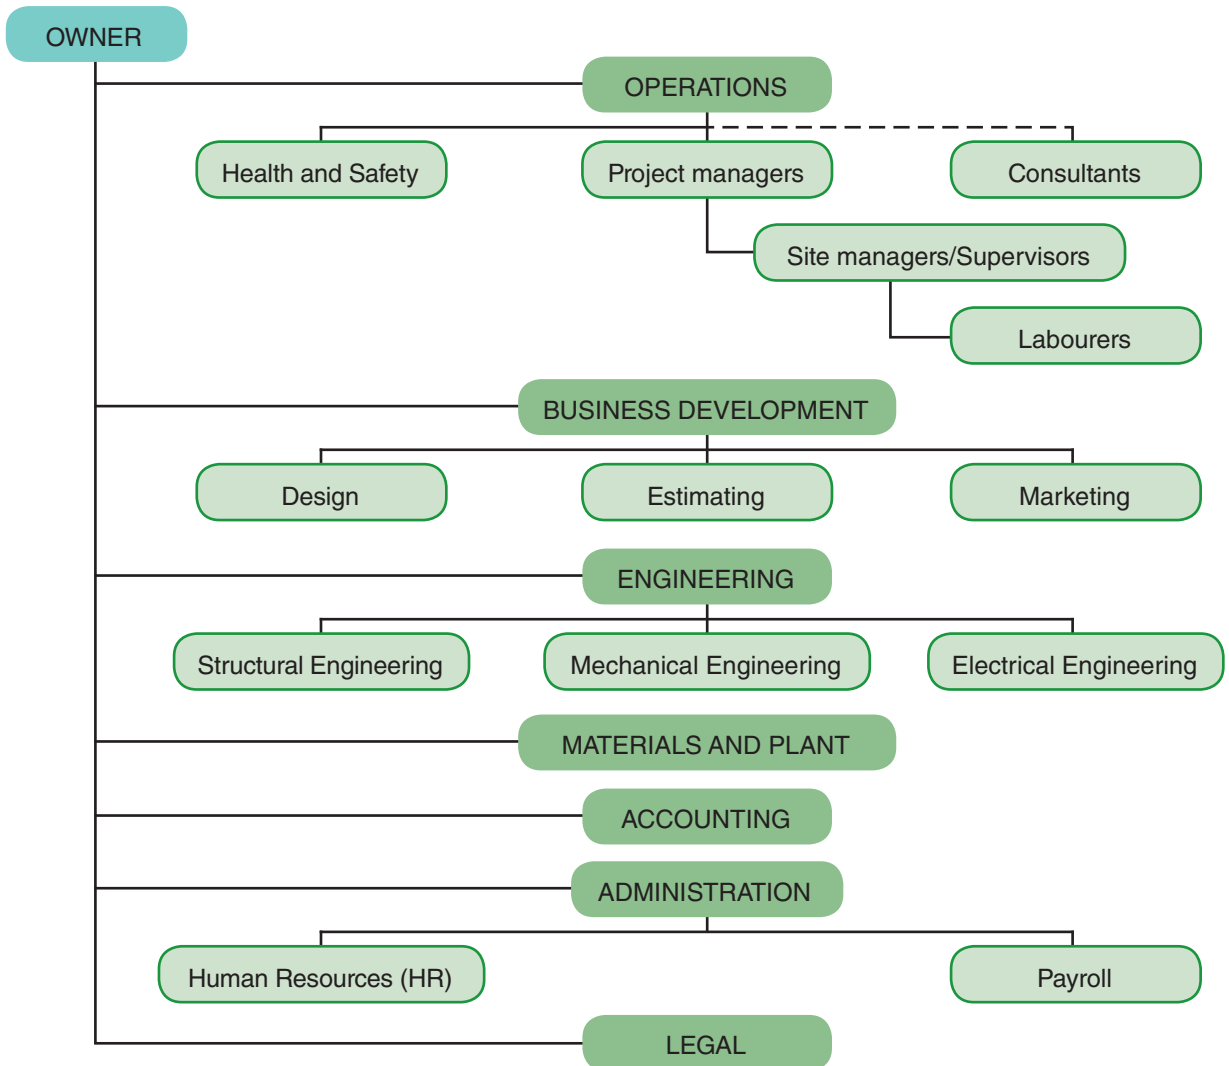 OWNER
OPERATIONS
Health and Safety
Project managers
Consultants
Site managers/Supervisors
Labourers
BUSINESS DEVELOPMENT
Design
Estimating
Marketing
ENGINEERING
Structural Engineering
Mechanical Engineering
Electrical Engineering
MATERIALS AND PLANT
ACCOUNTING
ADMINISTRATION
Human Resources (HR)
Payroll
LEGAL